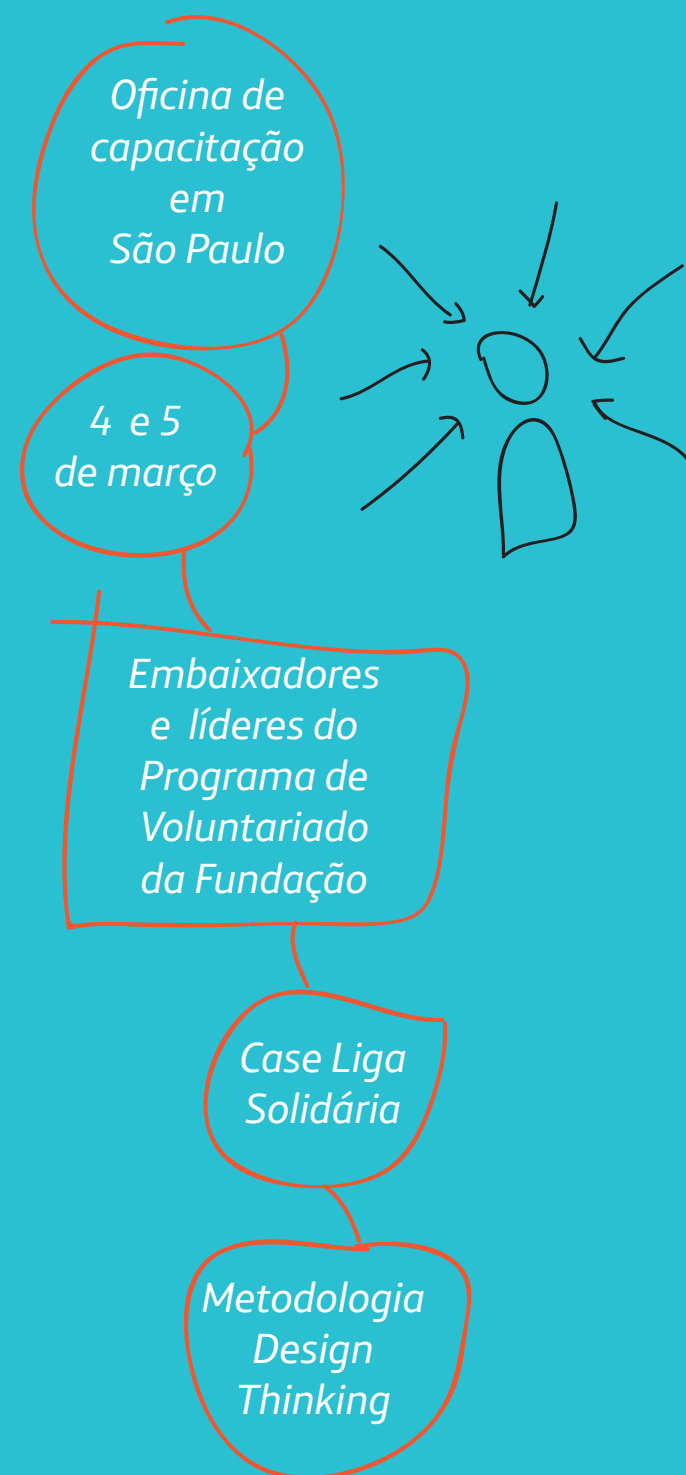 Oficina de
capacitação
em
São Paulo
4 e 5
de março
Embaixadores
e líderes do
Programa de
Voluntariado
da Fundação
Case Liga
Solidária
Metodologia
Design
Thinking